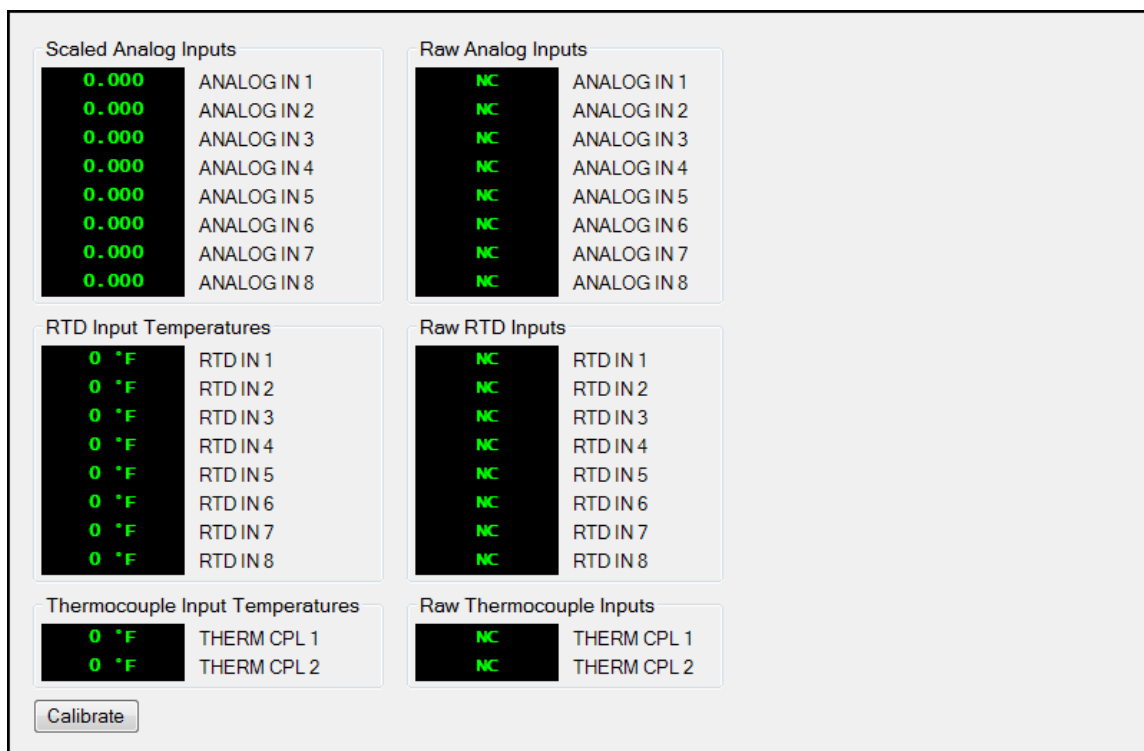 Scaled Analog Inputs
0.000 ANALOG IN 1
0.000 ANALOG IN 2
0.000 ANALOG IN 3
0.000 ANALOG IN 4
0.000 ANALOG IN 5
0.000 ANALOG IN 6
0.000 ANALOG IN 7
0.000 ANALOG IN 8
Raw Analog Inputs
NC ANALOG IN 1
NC ANALOG IN 2
NC ANALOG IN 3
NC ANALOG IN 4
NC ANALOG IN 5
NC ANALOG IN 6
NC ANALOG IN 7
NC ANALOG IN 8
RTD Input Temperatures
0 °F RTD IN 1
0 °F RTD IN 2
0 °F RTD IN 3
0 °F RTD IN 4
0 °F RTD IN 5
0 °F RTD IN 6
0 °F RTD IN 7
0 °F RTD IN 8
Raw RTD Inputs
NC RTD IN 1
NC RTD IN 2
NC RTD IN 3
NC RTD IN 4
NC RTD IN 5
NC RTD IN 6
NC RTD IN 7
NC RTD IN 8
Thermocouple Input Temperatures
0 °F THERM CPL 1
0 °F THERM CPL 2
Raw Thermocouple Inputs
NC THERM CPL 1
NC THERM CPL 2
Calibrate